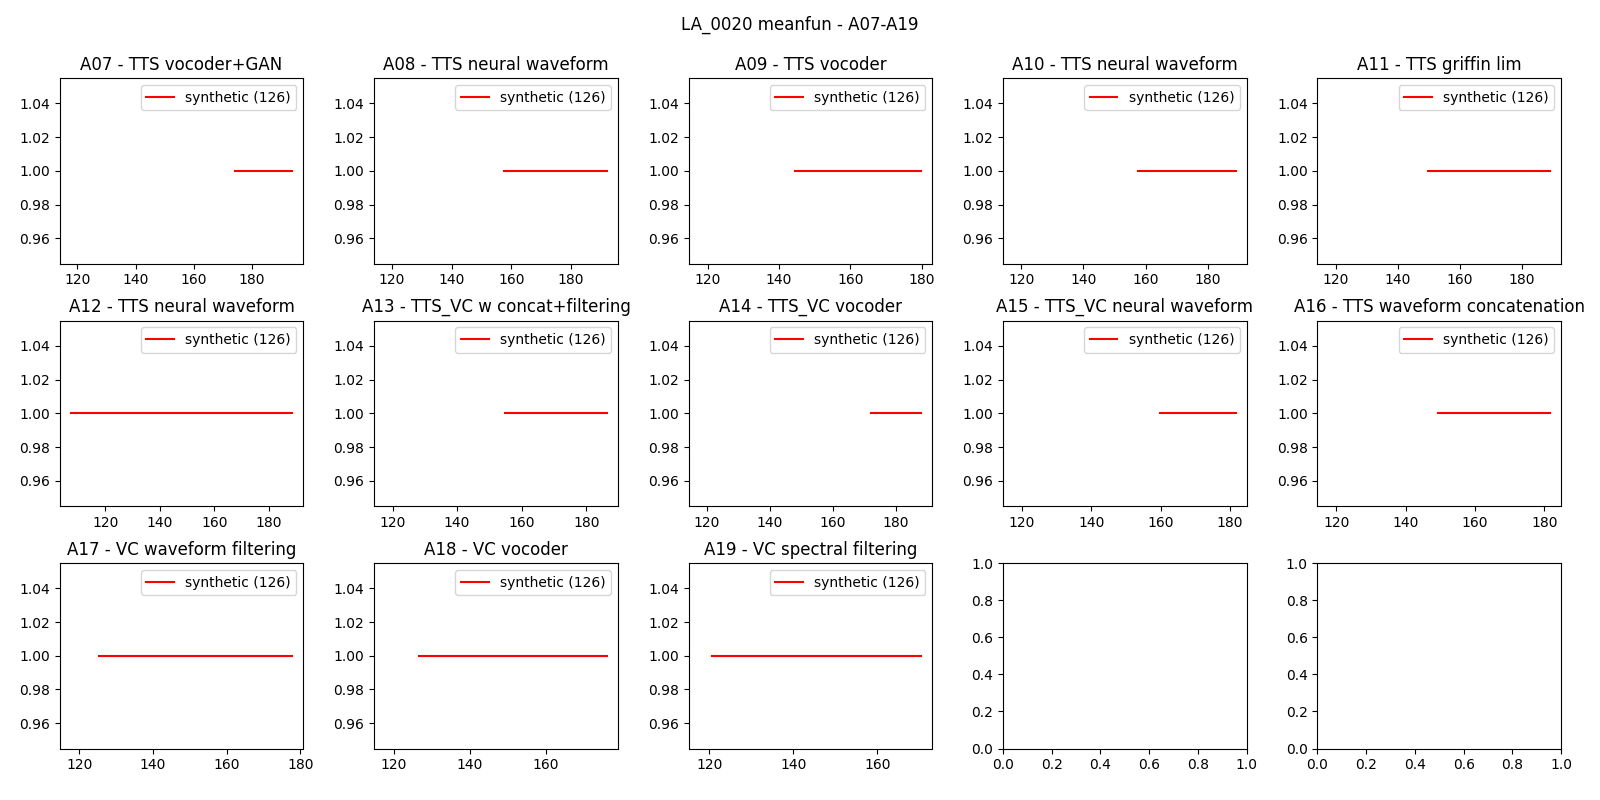 LA_0020 meanfun - A07-A19
A07 - TTS vocoder+GAN
synthetic (126)
1.04
1.02
1.00
0.98
0.96
120 140 160 180
A08 - TTS neural waveform
synthetic (126)
1.04
1.02
1.00
0.98
0.96
120 140 160 180
A09 - TTS vocoder
synthetic (126)
1.04
1.02
1.00
0.98
0.96
120 140 160 180
A10 - TTS neural waveform
synthetic (126)
1.04
1.02
1.00
0.98
0.96
120 140 160 180
A11 - TTS griffin lim
synthetic (126)
1.04
1.02
1.00
0.98
0.96
120 140 160 180
A12 - TTS neural waveform
synthetic (126)
1.04
1.02
1.00
0.98
0.96
120 140 160 180
A13 - TTS_VC w concat+filtering
synthetic (126)
1.04
1.02
1.00
0.98
0.96
120 140 160 180
A14 - TTS_VC vocoder
synthetic (126)
1.04
1.02
1.00
0.98
0.96
120 140 160 180
A15 - TTS_VC neural waveform
synthetic (126)
1.04
1.02
1.00
0.98
0.96
120 140 160 180
A16 - TTS waveform concatenation
synthetic (126)
1.04
1.02
1.00
0.98
0.96
120 140 160 180
A17 - VC waveform filtering
synthetic (126)
1.04
1.02
1.00
0.98
0.96
120 140 160 180
A18 - VC vocoder
synthetic (126)
1.04
1.02
1.00
0.98
0.96
120 140 160
A19 - VC spectral filtering
synthetic (126)
1.04
1.02
1.00
0.98
0.96
120 140 160
1.0
0.8
0.6
0.4
0.2
0.0
0.0 0.2 0.4 0.6 0.8 1.0
1.0
0.8
0.6
0.4
0.2
0.0
0.0 0.2 0.4 0.6 0.8 1.0